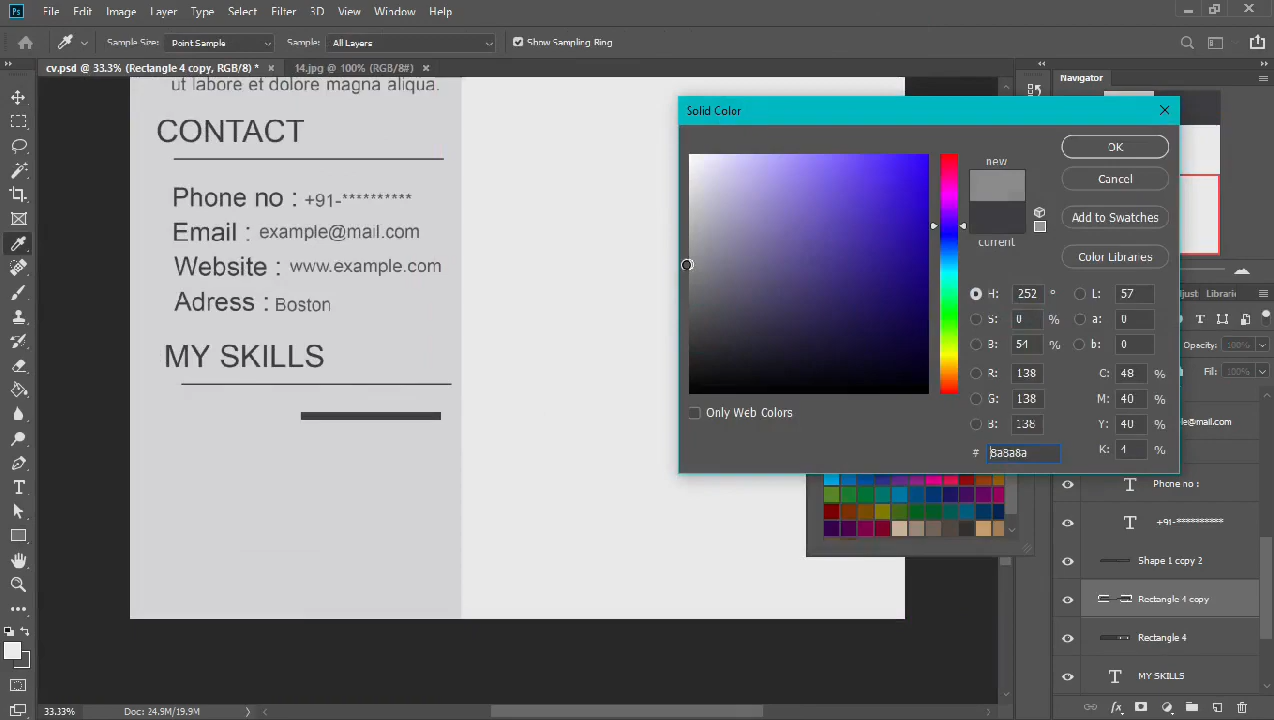 Ps File Edit Image Layer Type Select Filter 3D View Window Help
Sample Size: Point Sample Sample: All Layers Show Sampling Ring
cv.psd @ 33.3% (Rectangle 4 copy, RGB/8) * × 14.jpg @ 100% (RGB/8#) ×
Navigator
ut labore et dolore magna aliqua.
CONTACT
Phone no : +91-**********
Email : example@mail.com
Website : www.example.com
Adress : Boston
MY SKILLS
Solid Color
new
current
OK
Cancel
Add to Swatches
Color Libraries
H: 252 ° L: 57
S: 0 % a: 0
B: 54 % b: 0
R: 138 C: 48 %
G: 138 M: 40 %
B: 138 Y: 40 %
# 8a8a8a K: 4 %
Only Web Colors
Adjust Librari
Opacity: 100%
Fill: 100%
@mail.com
T Phone no :
T +91-**********
Shape 1 copy 2
Rectangle 4 copy
Rectangle 4
T MY SKILLS
33.33% Doc: 24.9M/19.9M